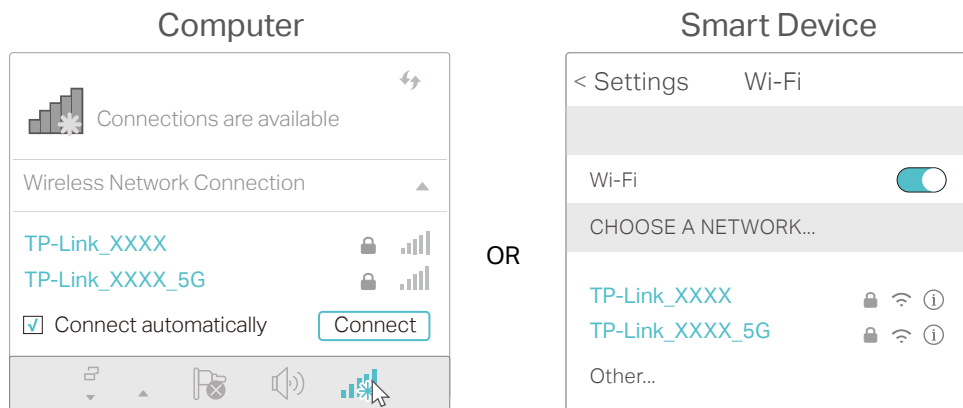 Computer
Connections are available
Wireless Network Connection
TP-Link_XXXX
TP-Link_XXXX_5G
Connect automatically
Connect
OR
Smart Device
< Settings
Wi-Fi
Wi-Fi
CHOOSE A NETWORK...
TP-Link_XXXX
TP-Link_XXXX_5G
Other...